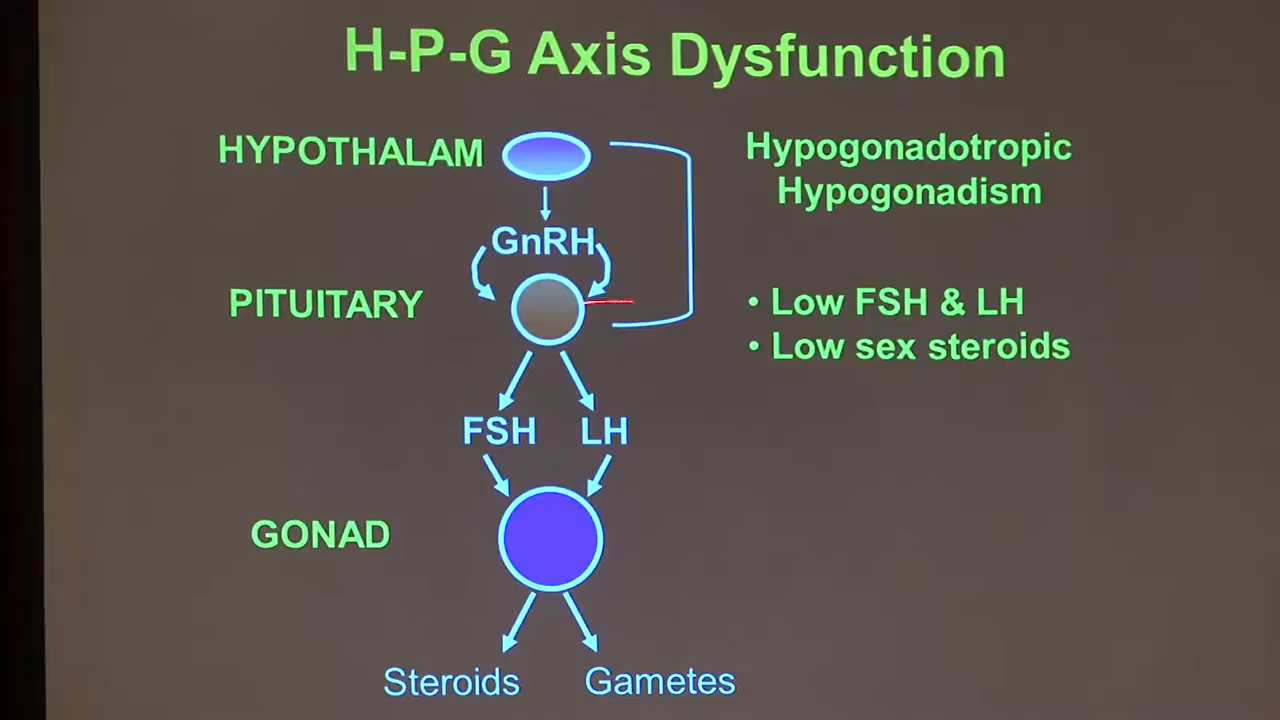 H-P-G Axis Dysfunction
HYPOTHALAM
Hypogonadotropic
Hypogonadism
GnRH
PITUITARY
• Low FSH & LH
• Low sex steroids
FSH LH
GONAD
Steroids Gametes